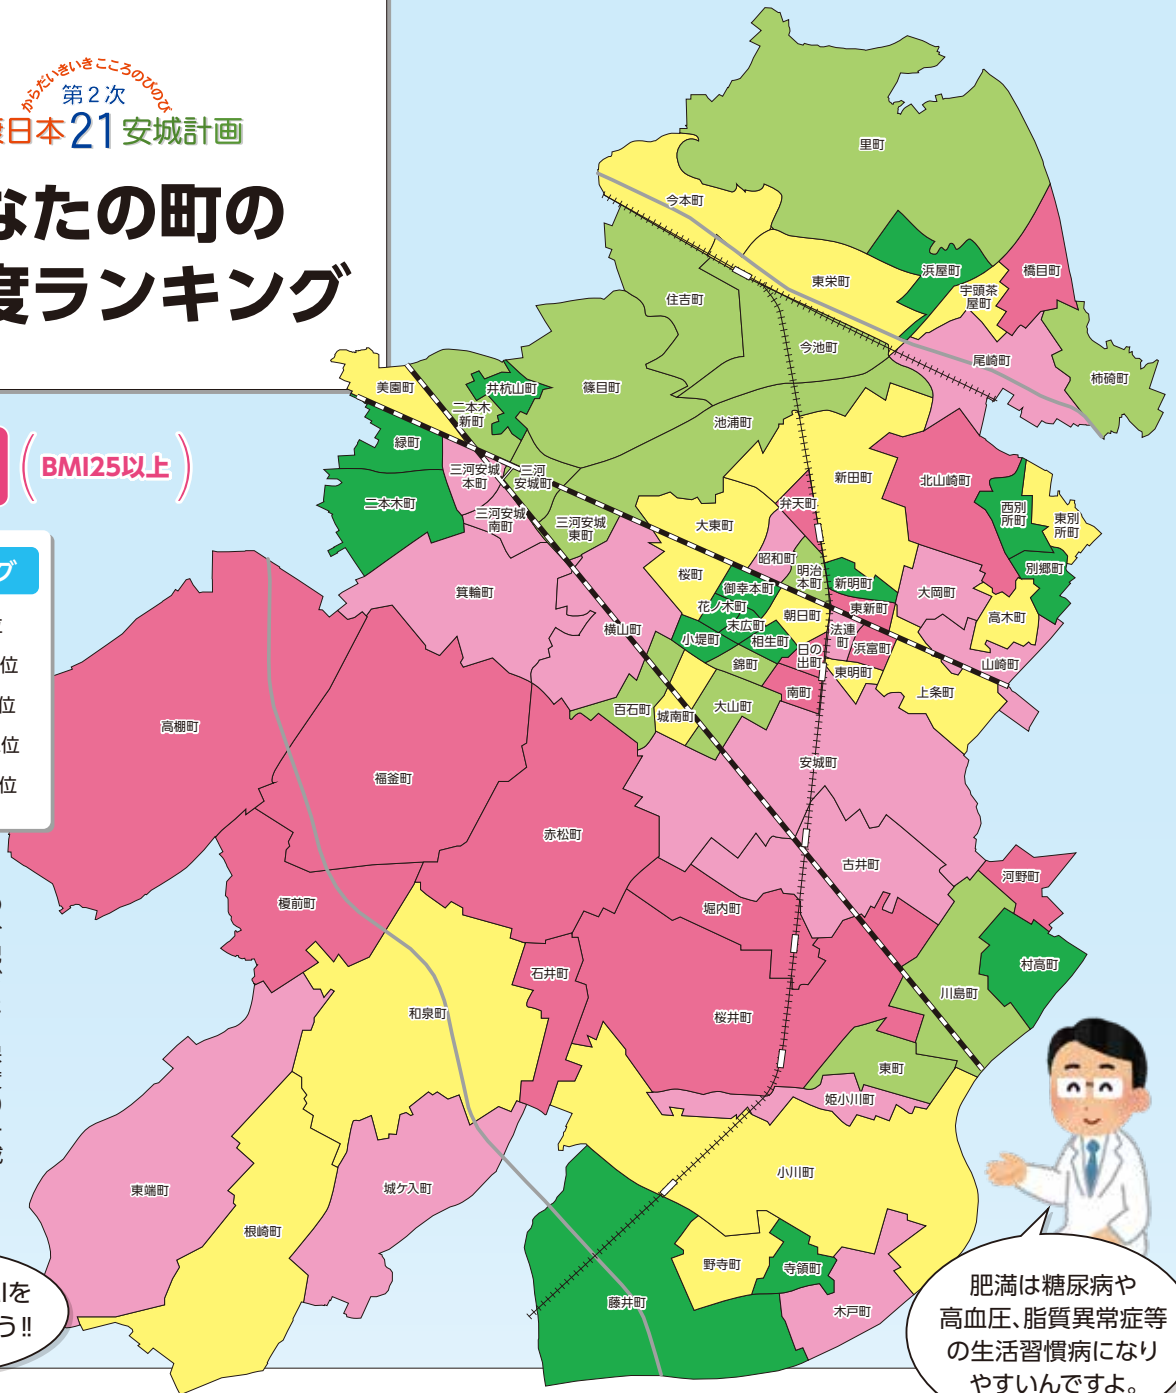 からだいきいきこころのびのび
第2次
日本21安城計画
なたの町の
度ランキング
BMI25以上
グ
位
位
位
位
里町
今本町
東栄町
浜屋町
宇頭茶
屋町
橋目町
住吉町
今池町
尾崎町
柿碕町
美園町
井杭山町
二本木
新町
篠目町
池浦町
緑町
三河安城
本町
三河
安城町
新田町
北山崎町
二本木町
三河安城
南町
三河安城
東町
大東町
弁天町
西別
所町
東別
所町
昭和町
明治
本町
桜町
御幸本町
新明町
別郷町
箕輪町
花ノ木町
大岡町
横山町
末広町
朝日町
東新町
高木町
小堤町
相生町
法連
町
浜富町
錦町
日の
出町
東明町
山崎町
百石町
城南町
大山町
南町
上条町
高棚町
安城町
福釜町
赤松町
古井町
河野町
榎前町
堀内町
石井町
村高町
川島町
和泉町
桜井町
東町
姫小川町
東端町
城ケ入町
小川町
根崎町
野寺町
寺領町
藤井町
木戸町
Iを
う!!
肥満は糖尿病や
高血圧、脂質異常症等
の生活習慣病になり
やすいんですよ。